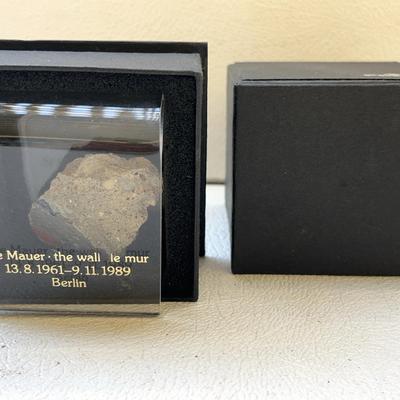 e Mauer · the wall le mur
13.8.1961–9.11.1989
Berlin